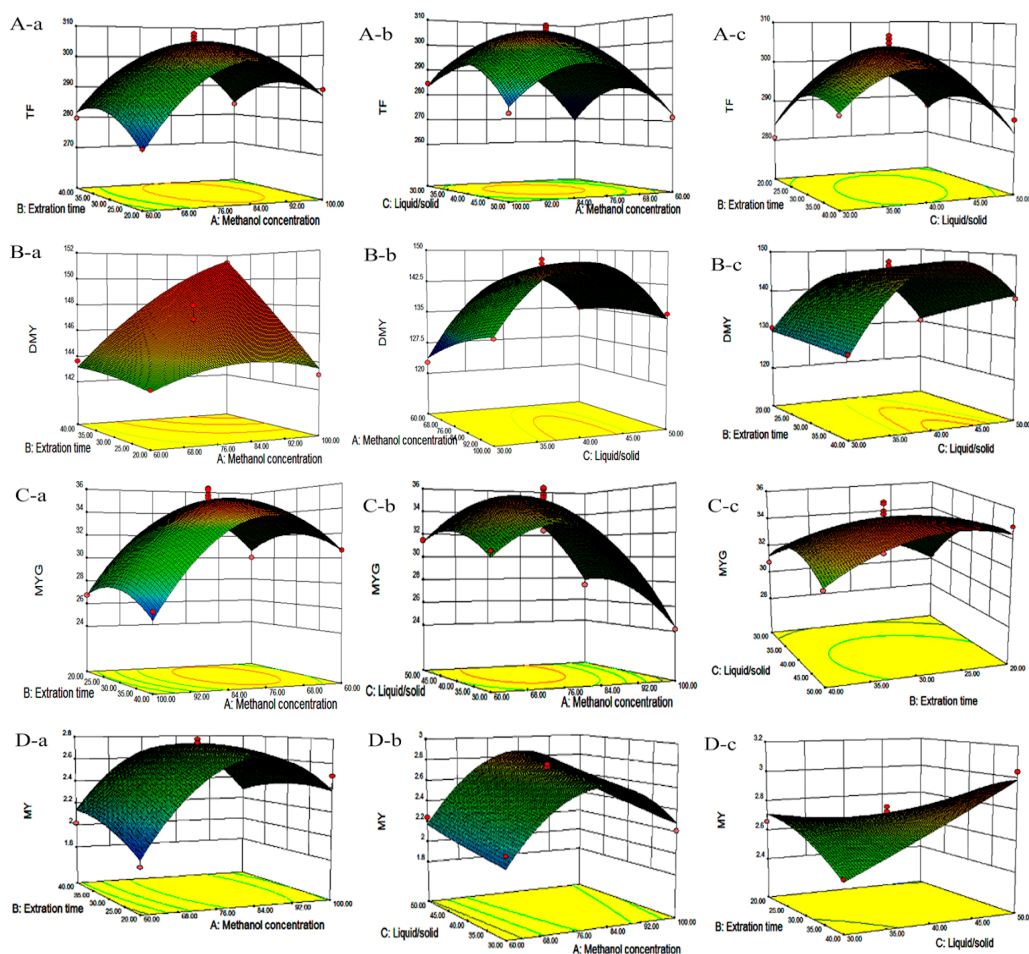 A-a
310
300
290
280
270
TF
40.00 35.00 30.00 25.00 20.00
B: Extration time
60.00 68.00 76.00 84.00 92.00 100.00
A: Methanol concentration
A-b
310
300
290
280
270
260
TF
30.00 35.00 40.00 45.00 50.00
C: Liquid/solid
100.00 92.00 84.00 76.00 68.00 60.00
A: Methanol concentration
A-c
310
300
290
280
TF
20.00 25.00 30.00 35.00 40.00
B: Extration time
30.00 35.00 40.00 45.00 50.00
C: Liquid/solid
B-a
152
150
148
146
144
142
DMY
40.00 35.00 30.00 25.00 20.00
B: Extration time
60.00 68.00 76.00 84.00 92.00 100.00
A: Methanol concentration
B-b
150
142.5
135
127.5
120
DMY
60.00 68.00 76.00 84.00 92.00 100.00
A: Methanol concentration
30.00 35.00 40.00 45.00 50.00
C: Liquid/solid
B-c
150
140
130
120
DMY
20.00 25.00 30.00 35.00 40.00
B: Extration time
30.00 35.00 40.00 45.00 50.00
C: Liquid/solid
C-a
36
34
32
30
28
26
24
MYG
20.00 25.00 30.00 35.00 40.00
B: Extration time
100.00 92.00 84.00 76.00 68.00 60.00
A: Methanol concentration
C-b
36
34
32
30
28
26
24
MYG
50.00 45.00 40.00 35.00 30.00
C: Liquid/solid
60.00 68.00 76.00 84.00 92.00 100.00
A: Methanol concentration
C-c
36
34
32
30
28
MYG
30.00 35.00 40.00 45.00 50.00
C: Liquid/solid
40.00 35.00 30.00 25.00 20.00
B: Extration time
D-a
2.8
2.6
2.4
2.2
2
1.6
MY
40.00 35.00 30.00 25.00 20.00
B: Extration time
60.00 68.00 76.00 84.00 92.00 100.00
A: Methanol concentration
D-b
3
2.8
2.6
2.4
2.2
2
1.8
MY
50.00 45.00 40.00 35.00 30.00
C: Liquid/solid
60.00 68.00 76.00 84.00 92.00 100.00
A: Methanol concentration
D-c
3.2
3
2.8
2.6
2.4
2.2
MY
20.00 25.00 30.00 35.00 40.00
B: Extration time
30.00 35.00 40.00 45.00 50.00
C: Liquid/solid